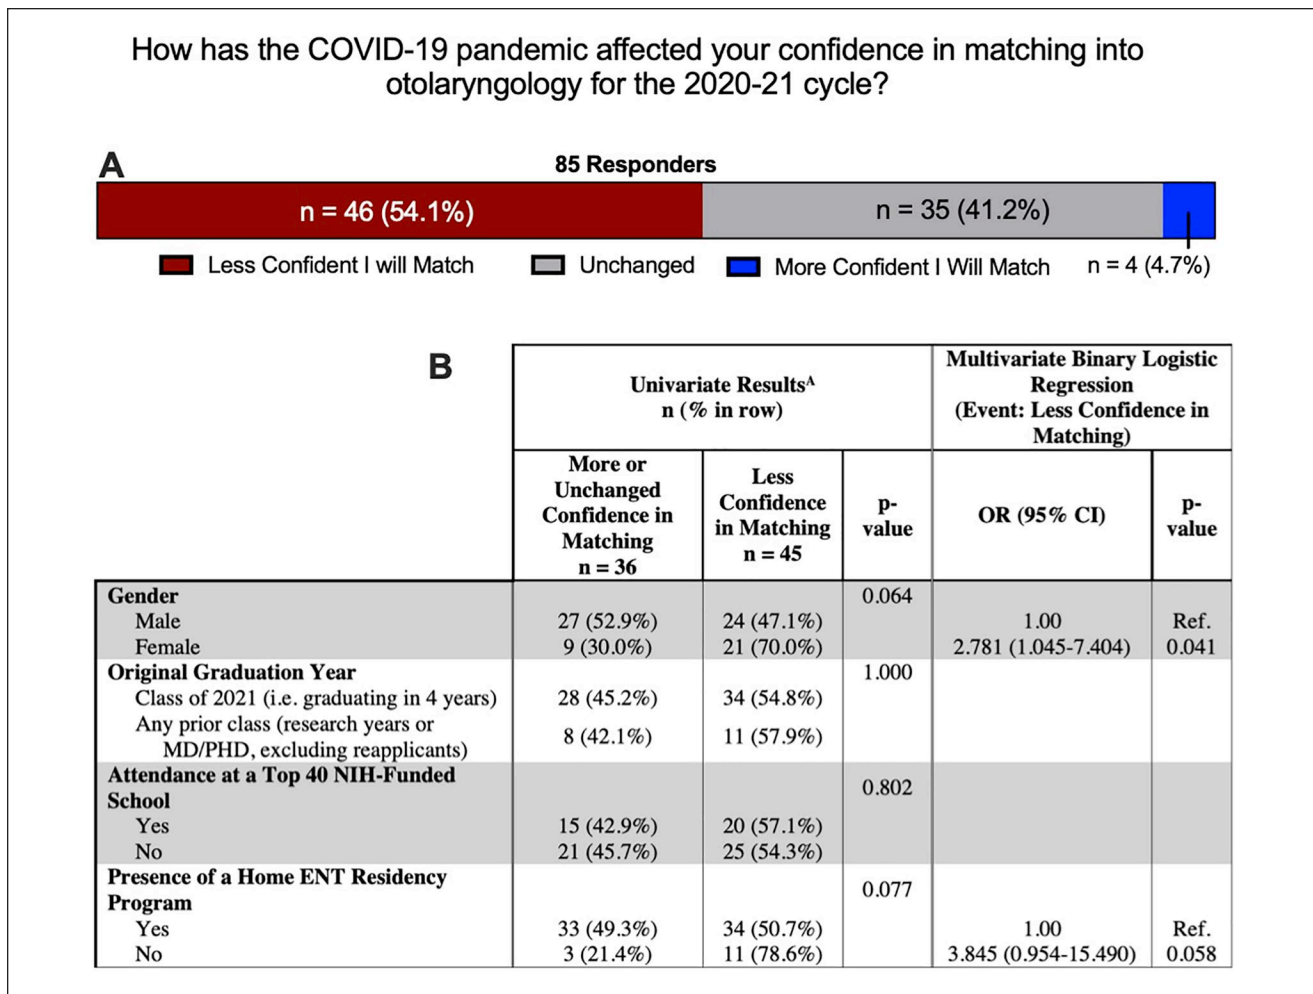 How has the COVID-19 pandemic affected your confidence in matching into
otolaryngology for the 2020-21 cycle?
A
85 Responders
n = 46 (54.1%) n = 35 (41.2%)
Less Confident I will Match Unchanged More Confident I Will Match n = 4 (4.7%)
B
Univariate Resultsᴬ
n (% in row)
Multivariate Binary Logistic
Regression
(Event: Less Confidence in
Matching)
More or
Unchanged
Confidence in
Matching
n = 36
Less
Confidence
in Matching
n = 45
p-
value
OR (95% CI)
p-
value
Gender 0.064
Male 27 (52.9%) 24 (47.1%) 1.00 Ref.
Female 9 (30.0%) 21 (70.0%) 2.781 (1.045-7.404) 0.041
Original Graduation Year 1.000
Class of 2021 (i.e. graduating in 4 years) 28 (45.2%) 34 (54.8%)
Any prior class (research years or
MD/PHD, excluding reapplicants) 8 (42.1%) 11 (57.9%)
Attendance at a Top 40 NIH-Funded
School 0.802
Yes 15 (42.9%) 20 (57.1%)
No 21 (45.7%) 25 (54.3%)
Presence of a Home ENT Residency
Program 0.077
Yes 33 (49.3%) 34 (50.7%) 1.00 Ref.
No 3 (21.4%) 11 (78.6%) 3.845 (0.954-15.490) 0.058